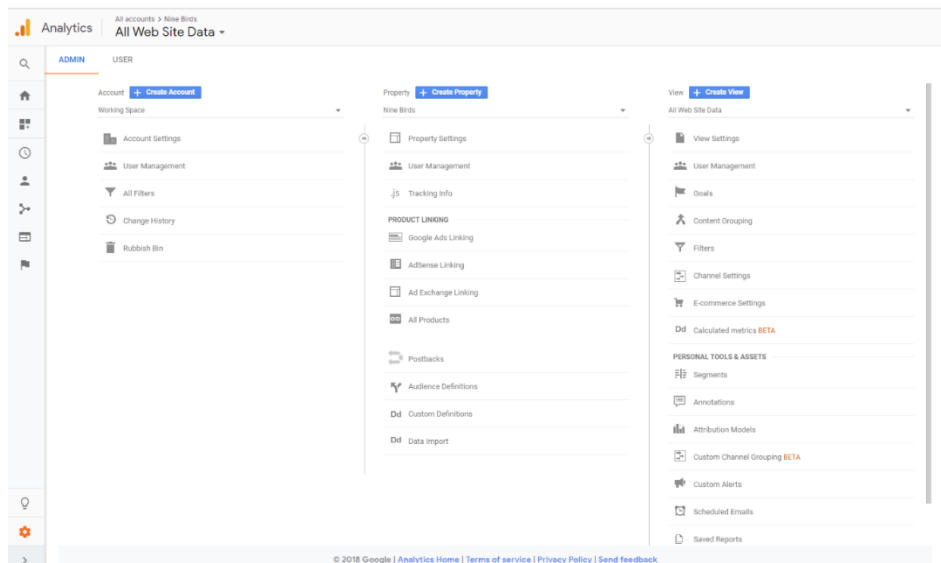 Analytics
All accounts > Nine Birds
All Web Site Data
ADMIN
USER
Account + Create Account
Working Space
Account Settings
User Management
All Filters
Change History
Rubbish Bin
Property + Create Property
Nine Birds
Property Settings
User Management
.js Tracking Info
PRODUCT LINKING
Google Ads Linking
AdSense Linking
Ad Exchange Linking
All Products
Postbacks
Audience Definitions
Dd Custom Definitions
Dd Data Import
View + Create View
All Web Site Data
View Settings
User Management
Goals
Content Grouping
Filters
Channel Settings
E-commerce Settings
Dd Calculated metrics BETA
PERSONAL TOOLS & ASSETS
Segments
Annotations
Attribution Models
Custom Channel Grouping BETA
Custom Alerts
Scheduled Emails
Saved Reports
© 2018 Google | Analytics Home | Terms of service | Privacy Policy | Send feedback